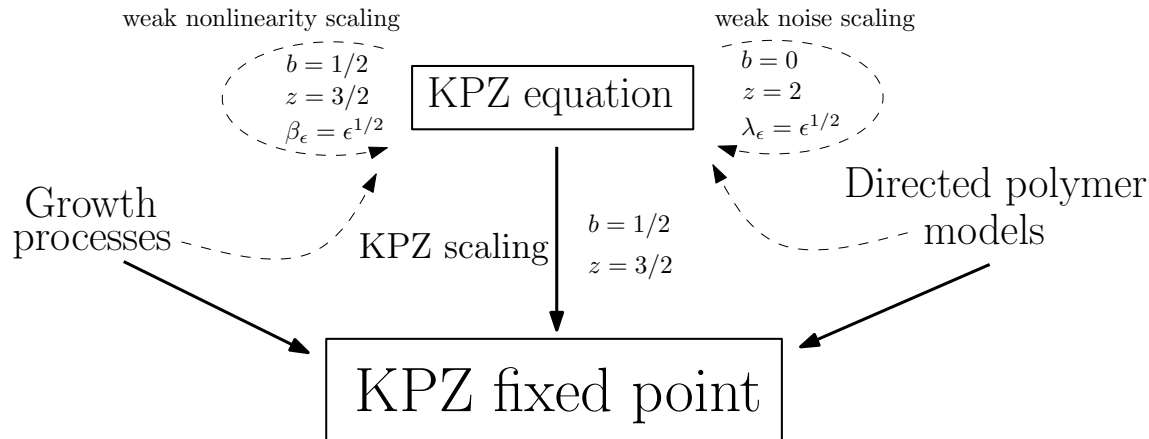 weak nonlinearity scaling
weak noise scaling
b = 1/2
z = 3/2
β_ϵ = ϵ^{1/2}
KPZ equation
b = 0
z = 2
λ_ϵ = ϵ^{1/2}
Growth
processes
Directed polymer
models
KPZ scaling
b = 1/2
z = 3/2
KPZ fixed point